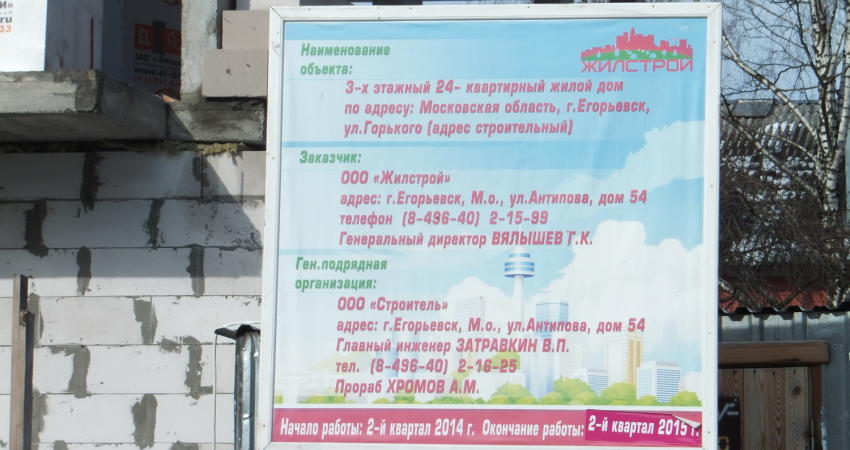 ЖИЛСТРОЙ
Наименование
объекта:
3-х этажный 24- квартирный жилой дом
по адресу: Московская область, г.Егорьевск,
ул.Горького (адрес строительный)
Заказчик:
ООО «Жилстрой»
адрес: г.Егорьевск, М.о., ул.Антипова, дом 54
телефон (8-496-40) 2-15-99
Генеральный директор ВЯЛЫШЕВ Г.К.
Ген.подрядная
организация:
ООО «Строитель»
адрес: г.Егорьевск, М.о., ул.Антипова, дом 54
Главный инженер ЗАТРАВКИН В.П.
тел. (8-496-40) 2-16-25
Прораб ХРОМОВ А.М.
Начало работы: 2-й квартал 2014 г. Окончание работы: 2-й квартал 2015 г.